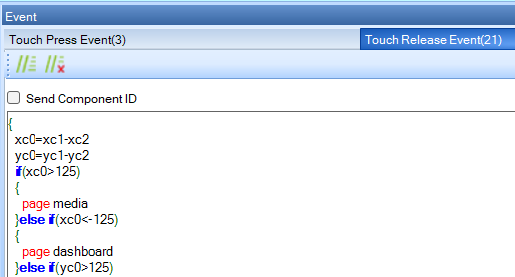 Event
Touch Press Event(3) Touch Release Event(21)
Send Component ID
{
xc0=xc1-xc2
yc0=yc1-yc2
if(xc0>125)
{
page media
}else if(xc0<-125)
{
page dashboard
}else if(yc0>125)